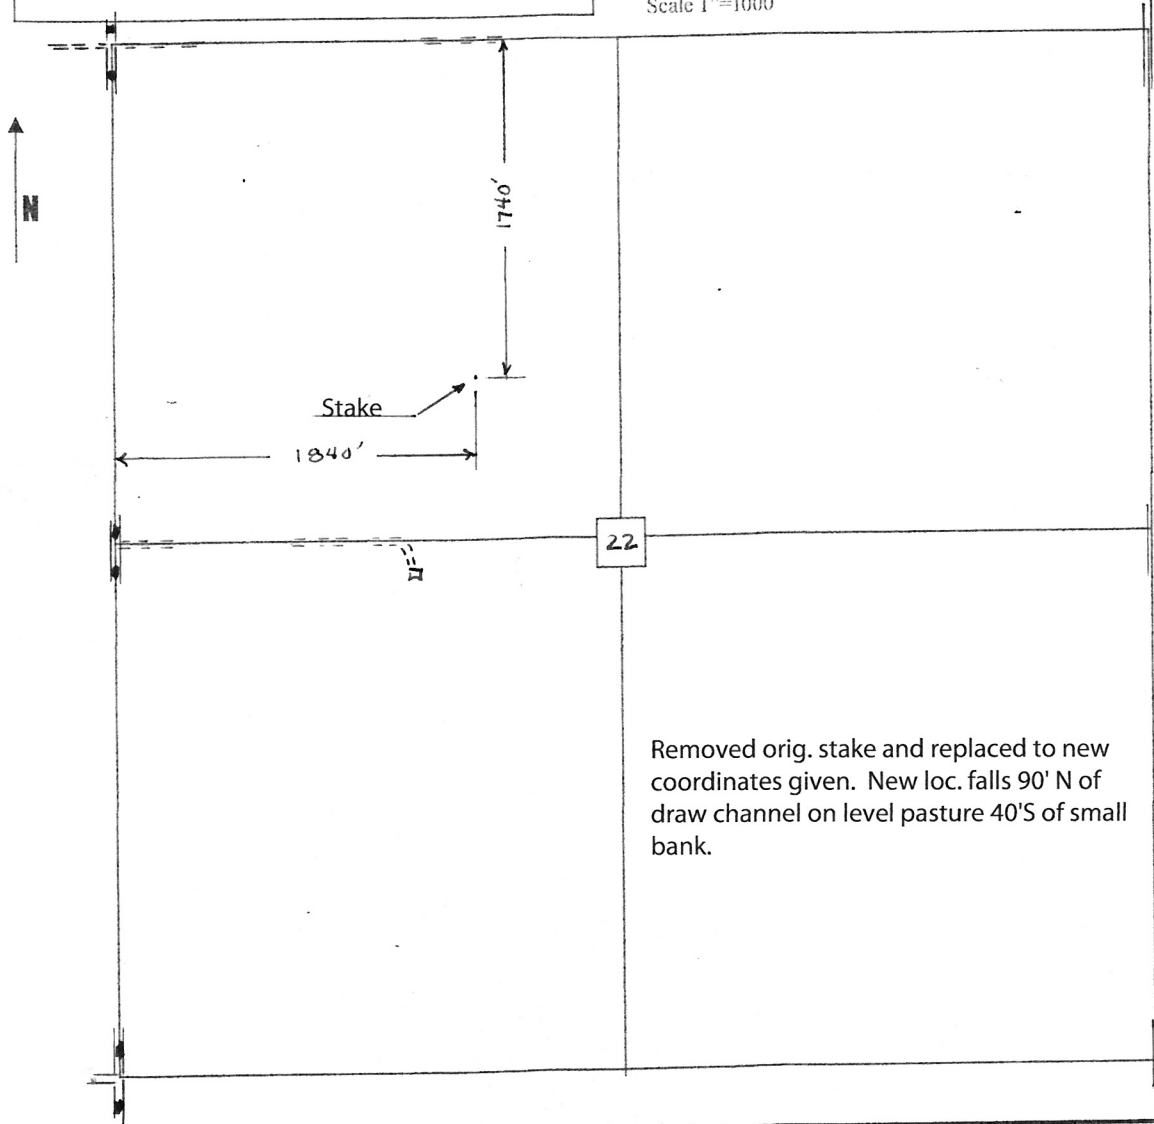 Scale 1"=1000'
N
1740'
Stake
1840'
22
Removed orig. stake and replaced to new
coordinates given.  New loc. falls 90' N of
draw channel on level pasture 40'S of small
bank.